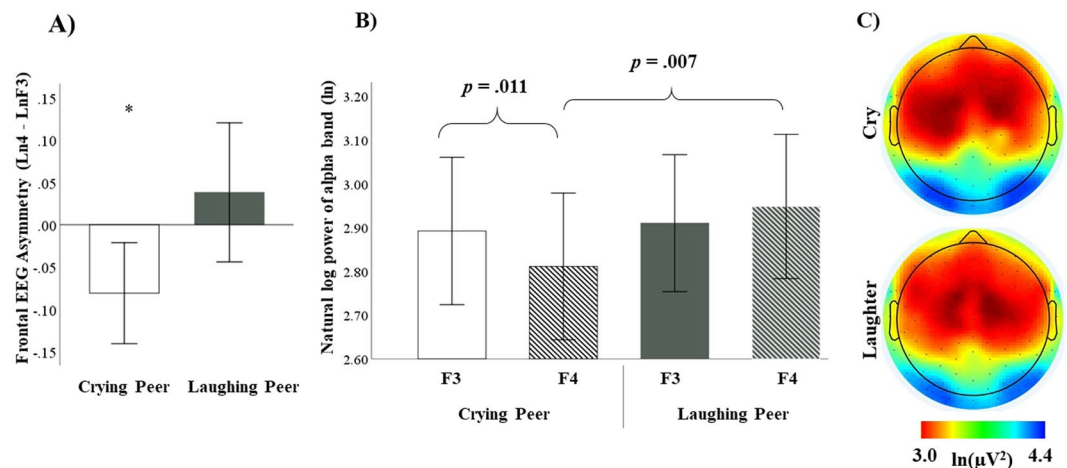 A)
Frontal EEG Asymmetry (Ln4 - LnF3)
.15
.10
.05
.00
-.05
-.10
-.15
*
Crying Peer
Laughing Peer
B)
Natural log power of alpha band (ln)
3.20
3.10
3.00
2.90
2.80
2.70
2.60
p = .011
p = .007
F3
F4
F3
F4
Crying Peer
Laughing Peer
C)
Cry
Laughter
3.0 ln(μV²) 4.4